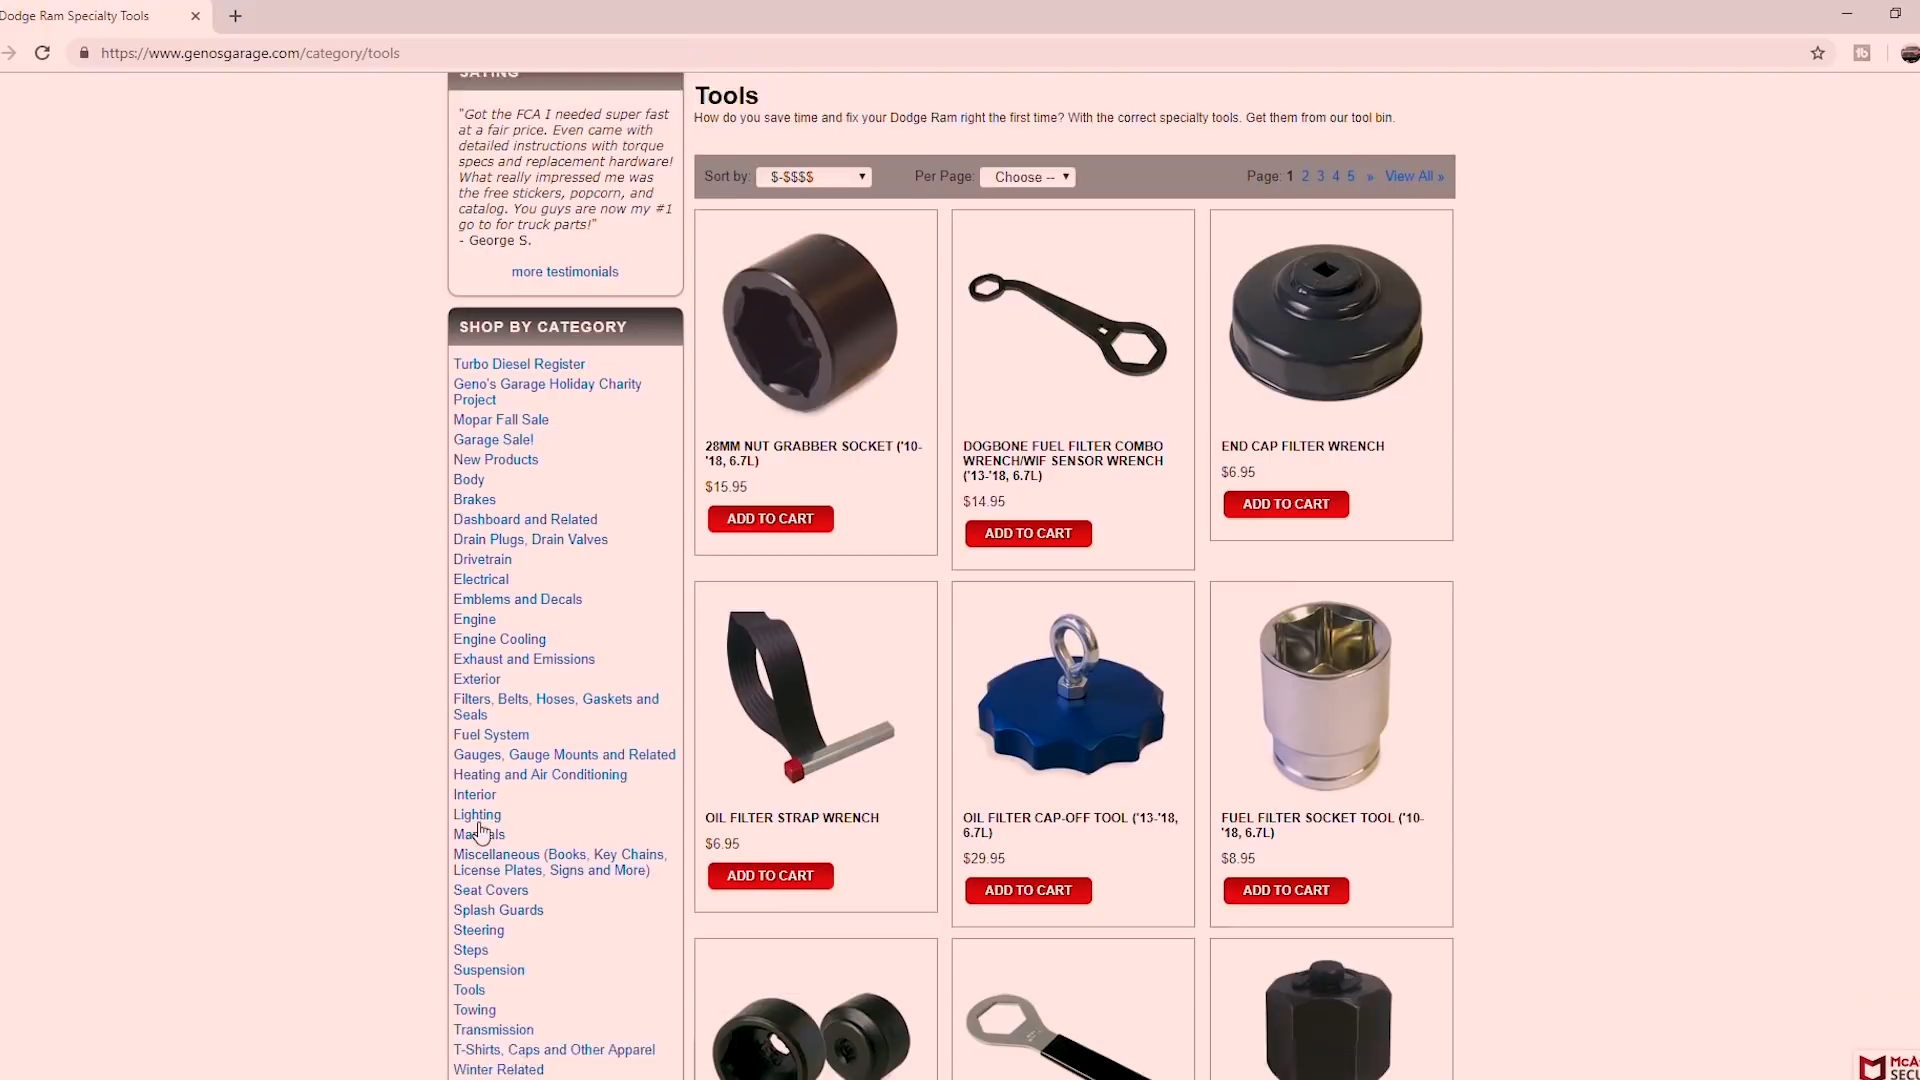 Dodge Ram Specialty Tools
https://www.genosgarage.com/category/tools
SAYING
"Got the FCA I needed super fast
at a fair price. Even came with
detailed instructions with torque
specs and replacement hardware!
What really impressed me was
the free stickers, popcorn, and
catalog. You guys are now my #1
go to for truck parts!"
- George S.
more testimonials
SHOP BY CATEGORY
Turbo Diesel Register
Geno's Garage Holiday Charity
Project
Mopar Fall Sale
Garage Sale!
New Products
Body
Brakes
Dashboard and Related
Drain Plugs, Drain Valves
Drivetrain
Electrical
Emblems and Decals
Engine
Engine Cooling
Exhaust and Emissions
Exterior
Filters, Belts, Hoses, Gaskets and
Seals
Fuel System
Gauges, Gauge Mounts and Related
Heating and Air Conditioning
Interior
Lighting
Miscellaneous (Books, Key Chains,
License Plates, Signs and More)
Seat Covers
Splash Guards
Steering
Steps
Suspension
Tools
Towing
Transmission
T-Shirts, Caps and Other Apparel
Winter Related
Tools
How do you save time and fix your Dodge Ram right the first time? With the correct specialty tools. Get them from our tool bin.
Sort by: $-$$$$ Per Page: Choose -- Page: 1 2 3 4 5 » View All »
28MM NUT GRABBER SOCKET ('10-
'18, 6.7L)
$15.95
ADD TO CART
DOGBONE FUEL FILTER COMBO
WRENCH/WIF SENSOR WRENCH
('13-'18, 6.7L)
$14.95
ADD TO CART
END CAP FILTER WRENCH
$6.95
ADD TO CART
OIL FILTER STRAP WRENCH
$6.95
ADD TO CART
OIL FILTER CAP-OFF TOOL ('13-'18,
6.7L)
$29.95
ADD TO CART
FUEL FILTER SOCKET TOOL ('10-
'18, 6.7L)
$8.95
ADD TO CART